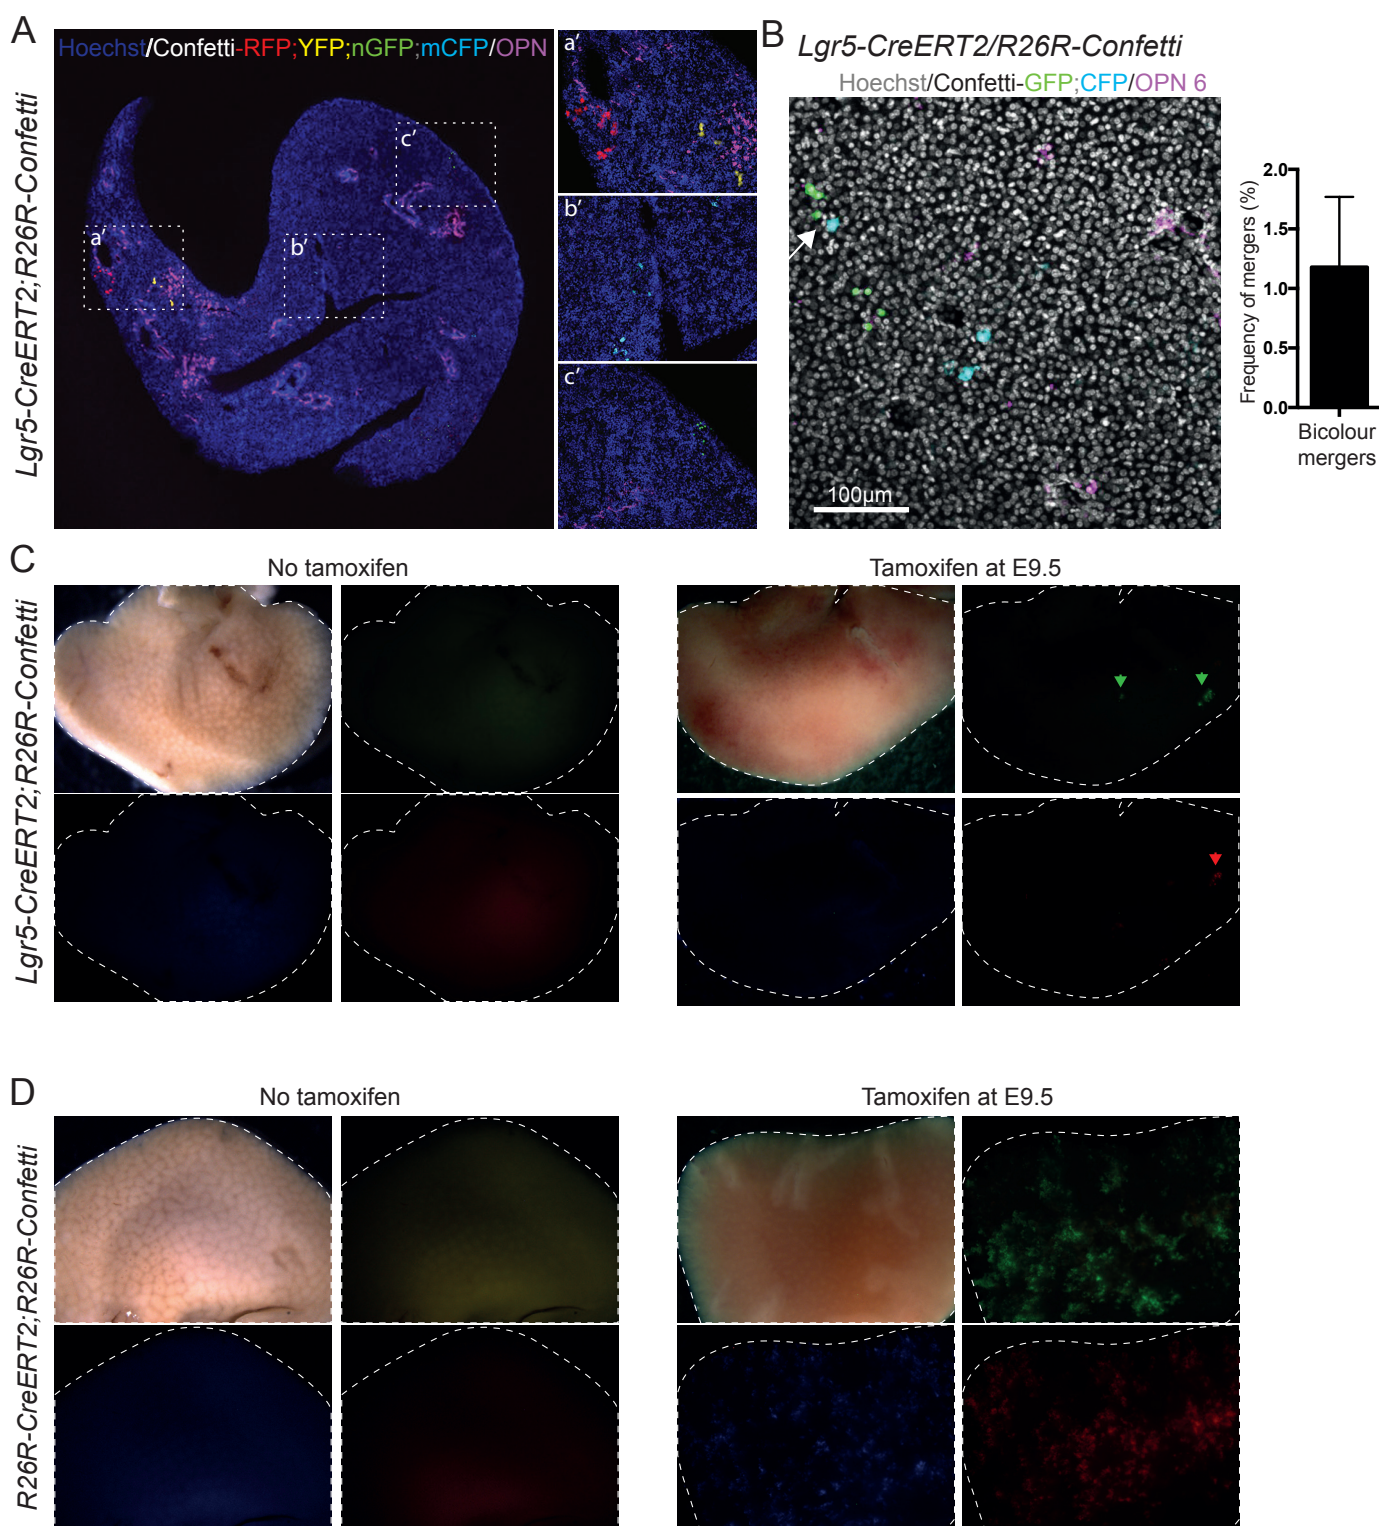 A
Hoechst/Confetti-RFP;YFP;nGFP;mCFP/OPN
Lgr5-CreERT2;R26R-Confetti
a'
b'
c'
a'
b'
c'
B
Lgr5-CreERT2/R26R-Confetti
Hoechst/Confetti-GFP;CFP/OPN 6
100µm
Frequency of mergers (%)
2.0
1.5
1.0
0.5
0.0
Bicolour
mergers
C
No tamoxifen
Tamoxifen at E9.5
Lgr5-CreERT2;R26R-Confetti
D
No tamoxifen
Tamoxifen at E9.5
R26R-CreERT2;R26R-Confetti